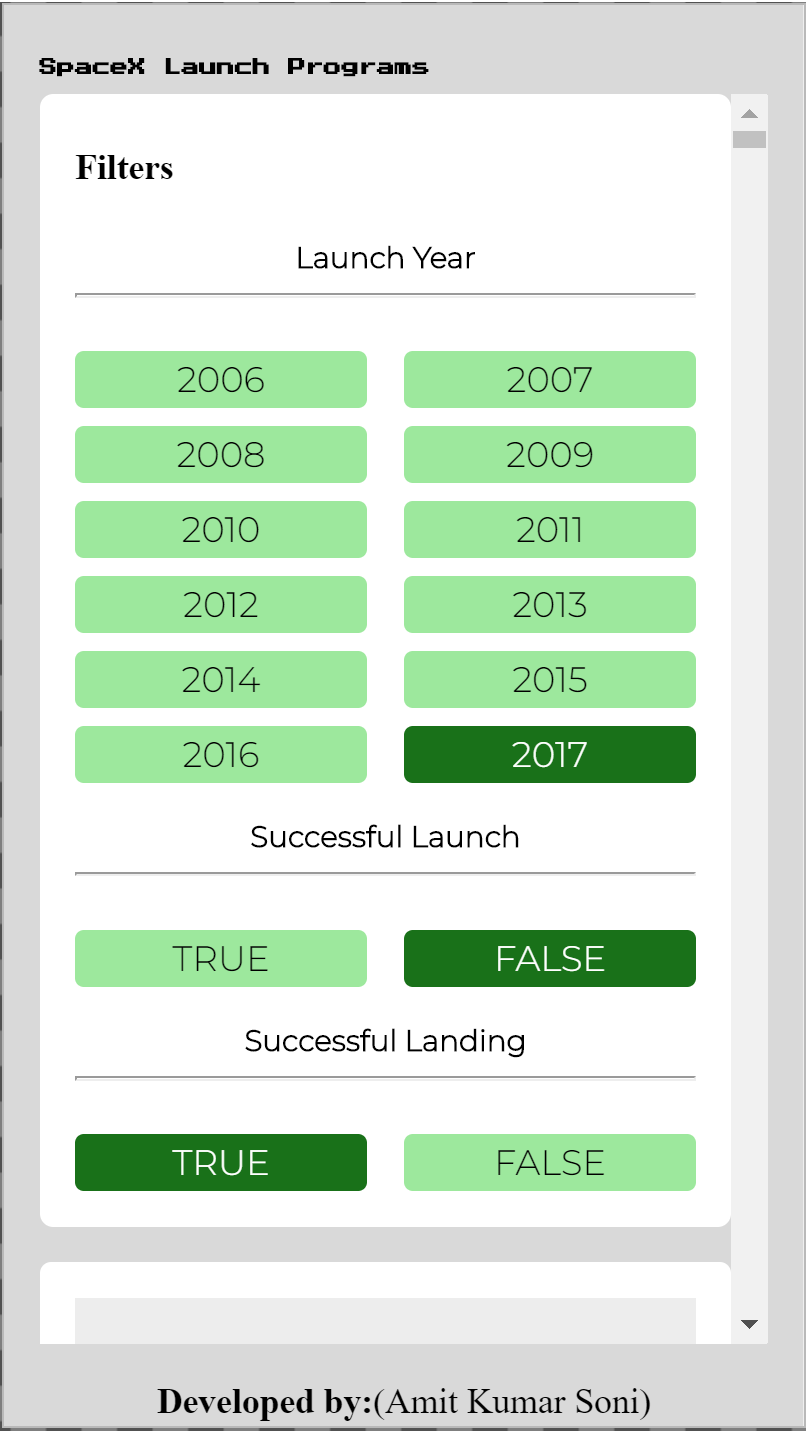 SpaceX Launch Programs
Filters
Launch Year
2006 2007
2008 2009
2010 2011
2012 2013
2014 2015
2016 2017
Successful Launch
TRUE FALSE
Successful Landing
TRUE FALSE
Developed by:(Amit Kumar Soni)